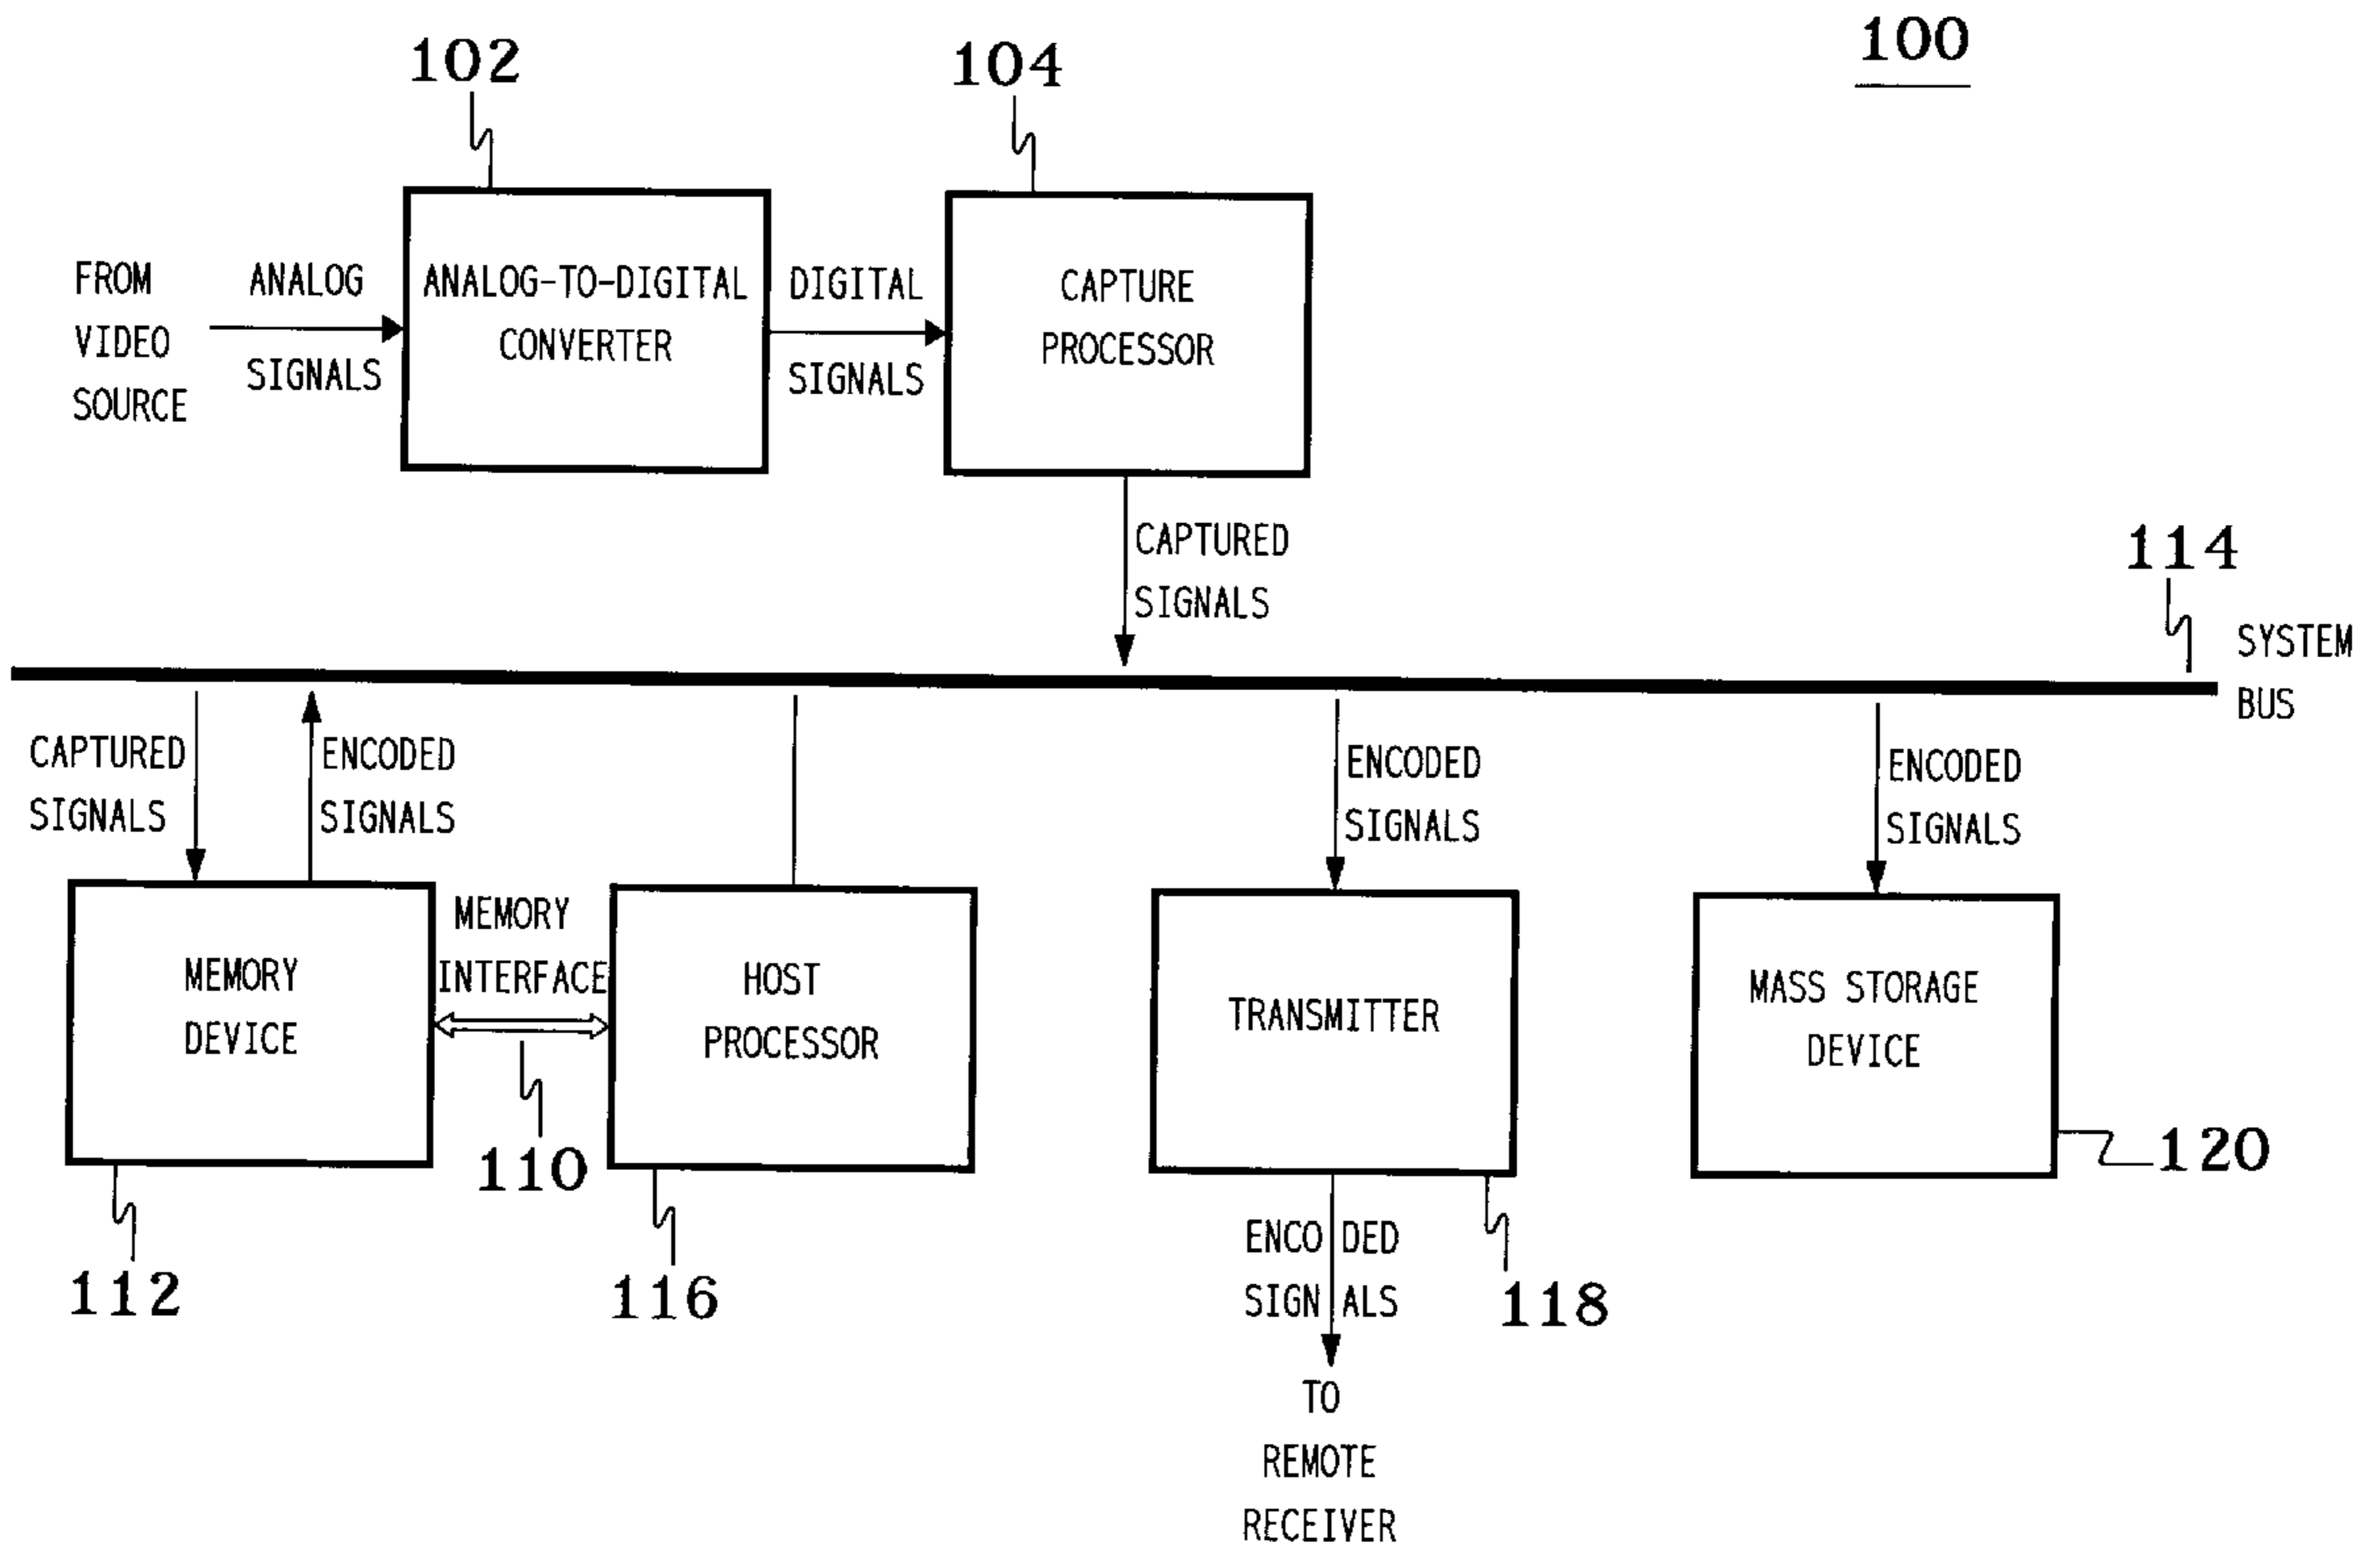 100
102
104
FROM
VIDEO
SOURCE
ANALOG
SIGNALS
ANALOG-TO-DIGITAL
CONVERTER
DIGITAL
SIGNALS
CAPTURE
PROCESSOR
CAPTURED
SIGNALS
114
SYSTEM
BUS
CAPTURED
SIGNALS
ENCODED
SIGNALS
ENCODED
SIGNALS
ENCODED
SIGNALS
MEMORY
DEVICE
MEMORY
INTERFACE
HOST
PROCESSOR
TRANSMITTER
MASS STORAGE
DEVICE
110
112
116
118
120
ENCODED
SIGNALS
TO
REMOTE
RECEIVER